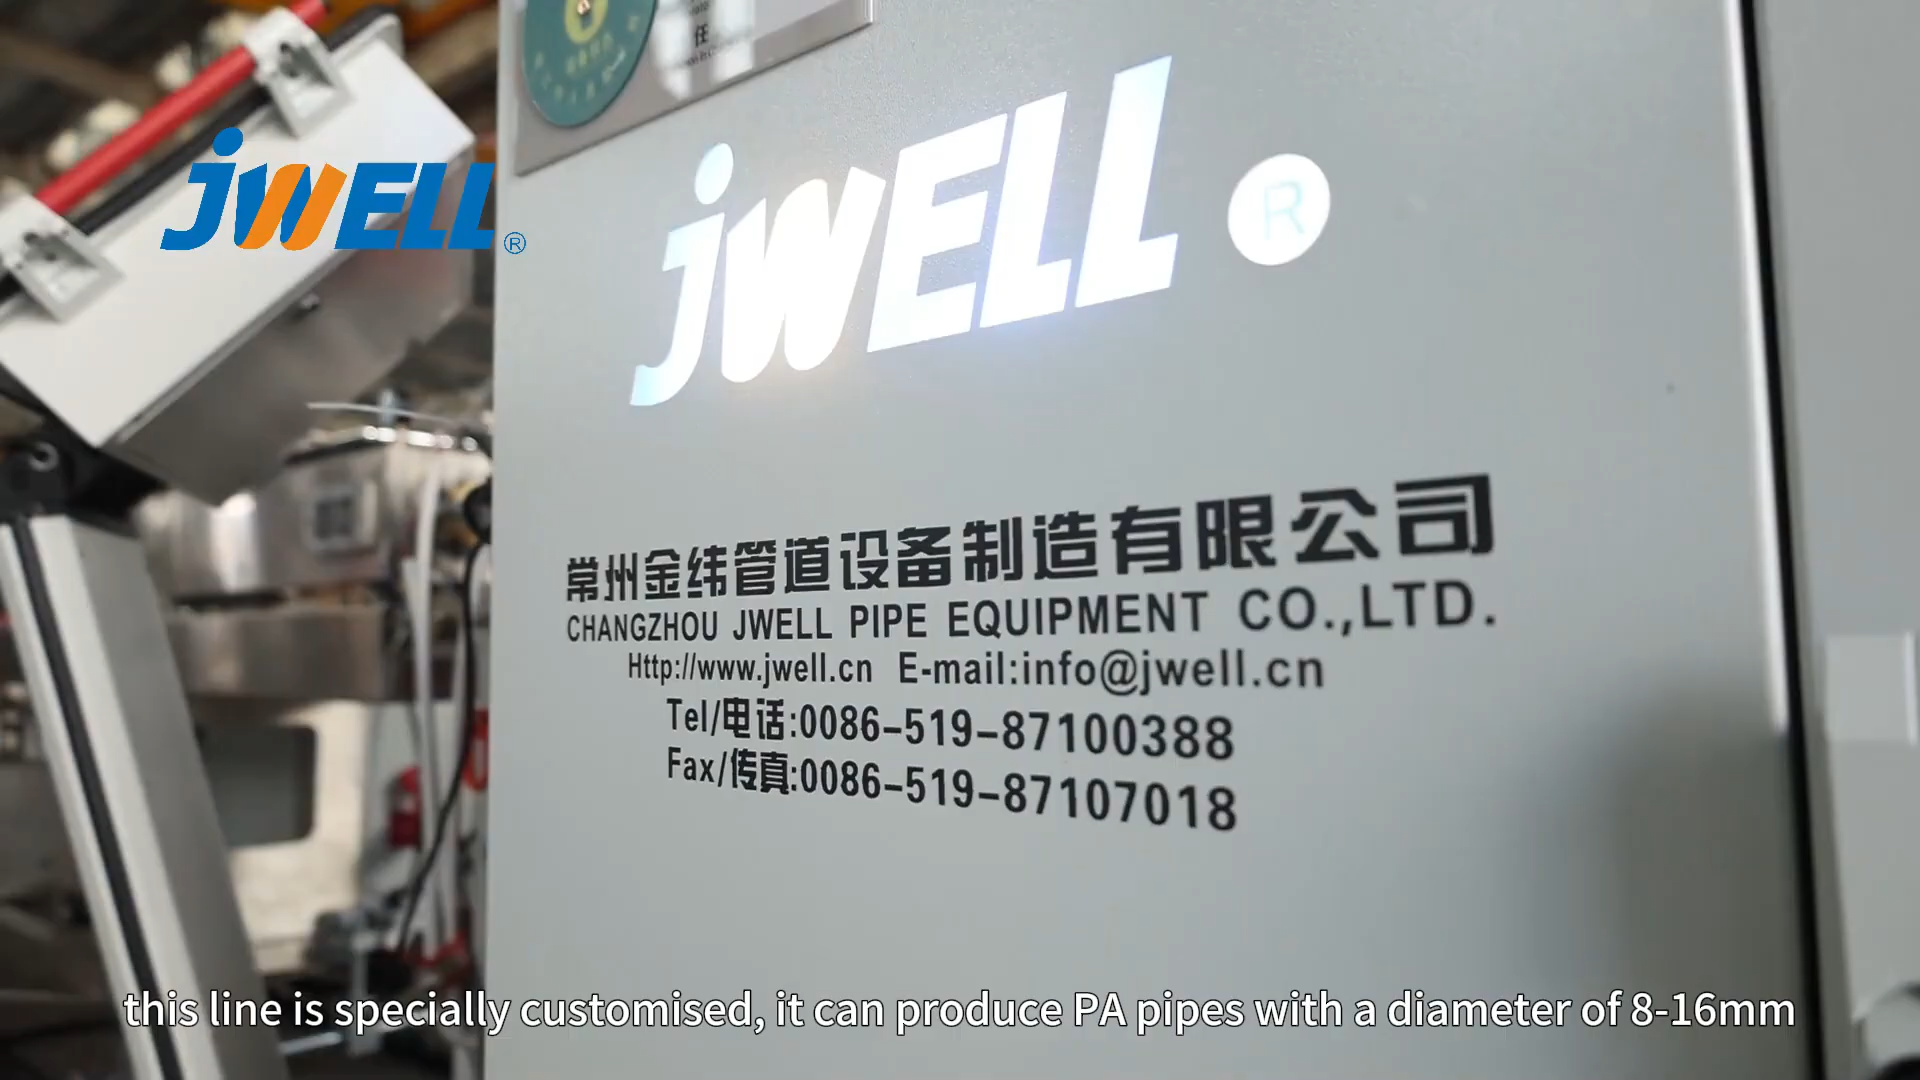 任
JWELL ®
JWELL ®
常州金纬管道设备制造有限公司
CHANGZHOU JWELL PIPE EQUIPMENT CO.,LTD.
Http://www.jwell.cn E-mail:info@jwell.cn
Tel/电话:0086-519-87100388
Fax/传真:0086-519-87107018
this line is specially customised, it can produce PA pipes with a diameter of 8-16mm